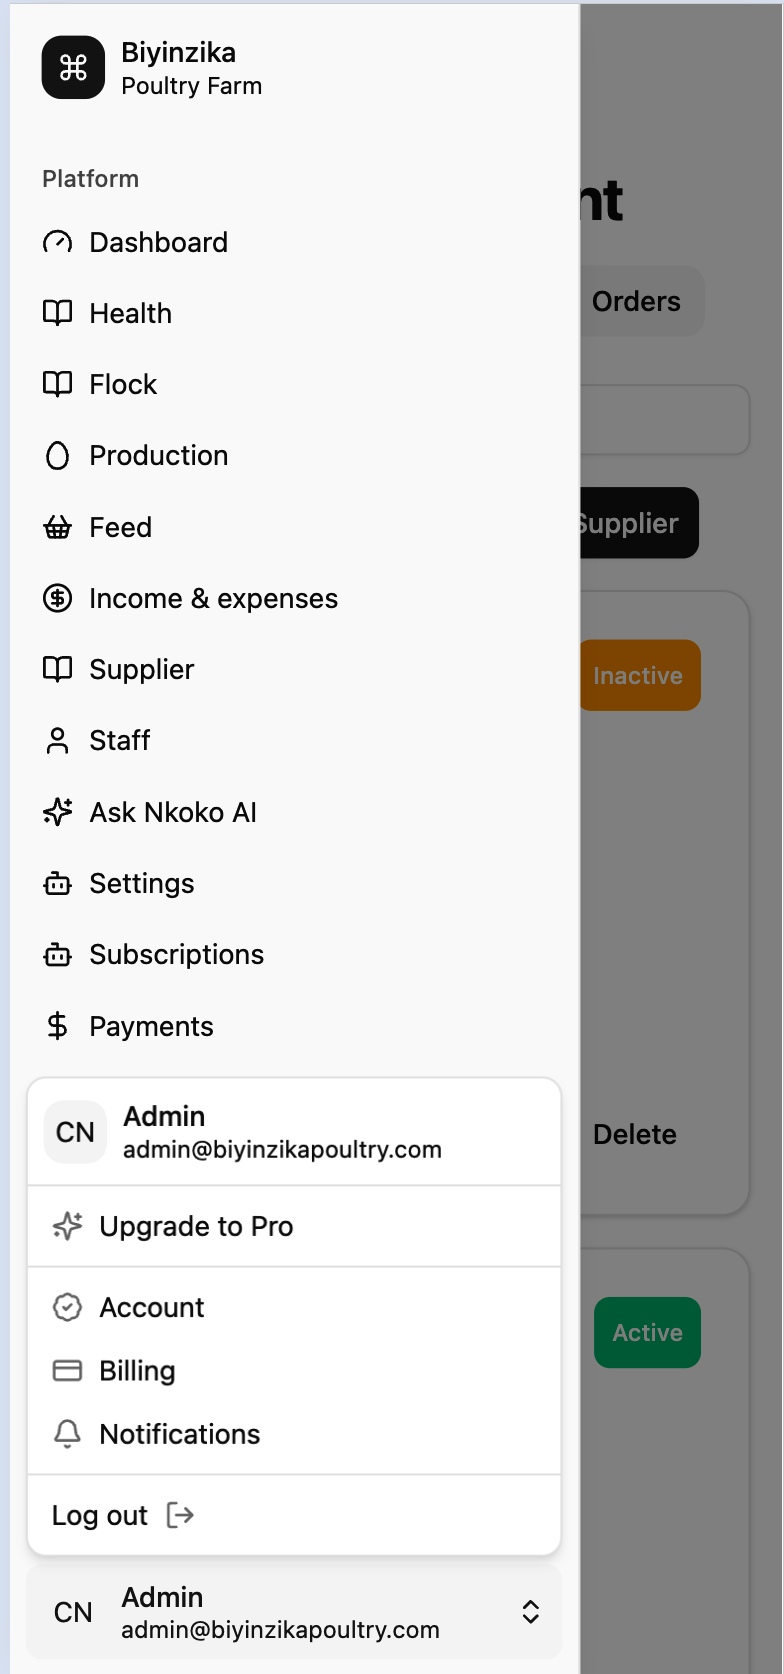 Biyinzika
Poultry Farm
Platform
Dashboard
Health
Flock
Production
Feed
Income & expenses
Supplier
Staff
Ask Nkoko AI
Settings
Subscriptions
Payments
CN
Admin
admin@biyinzikapoultry.com
Upgrade to Pro
Account
Billing
Notifications
Log out
CN
Admin
admin@biyinzikapoultry.com
nt
Orders
Supplier
Inactive
Delete
Active